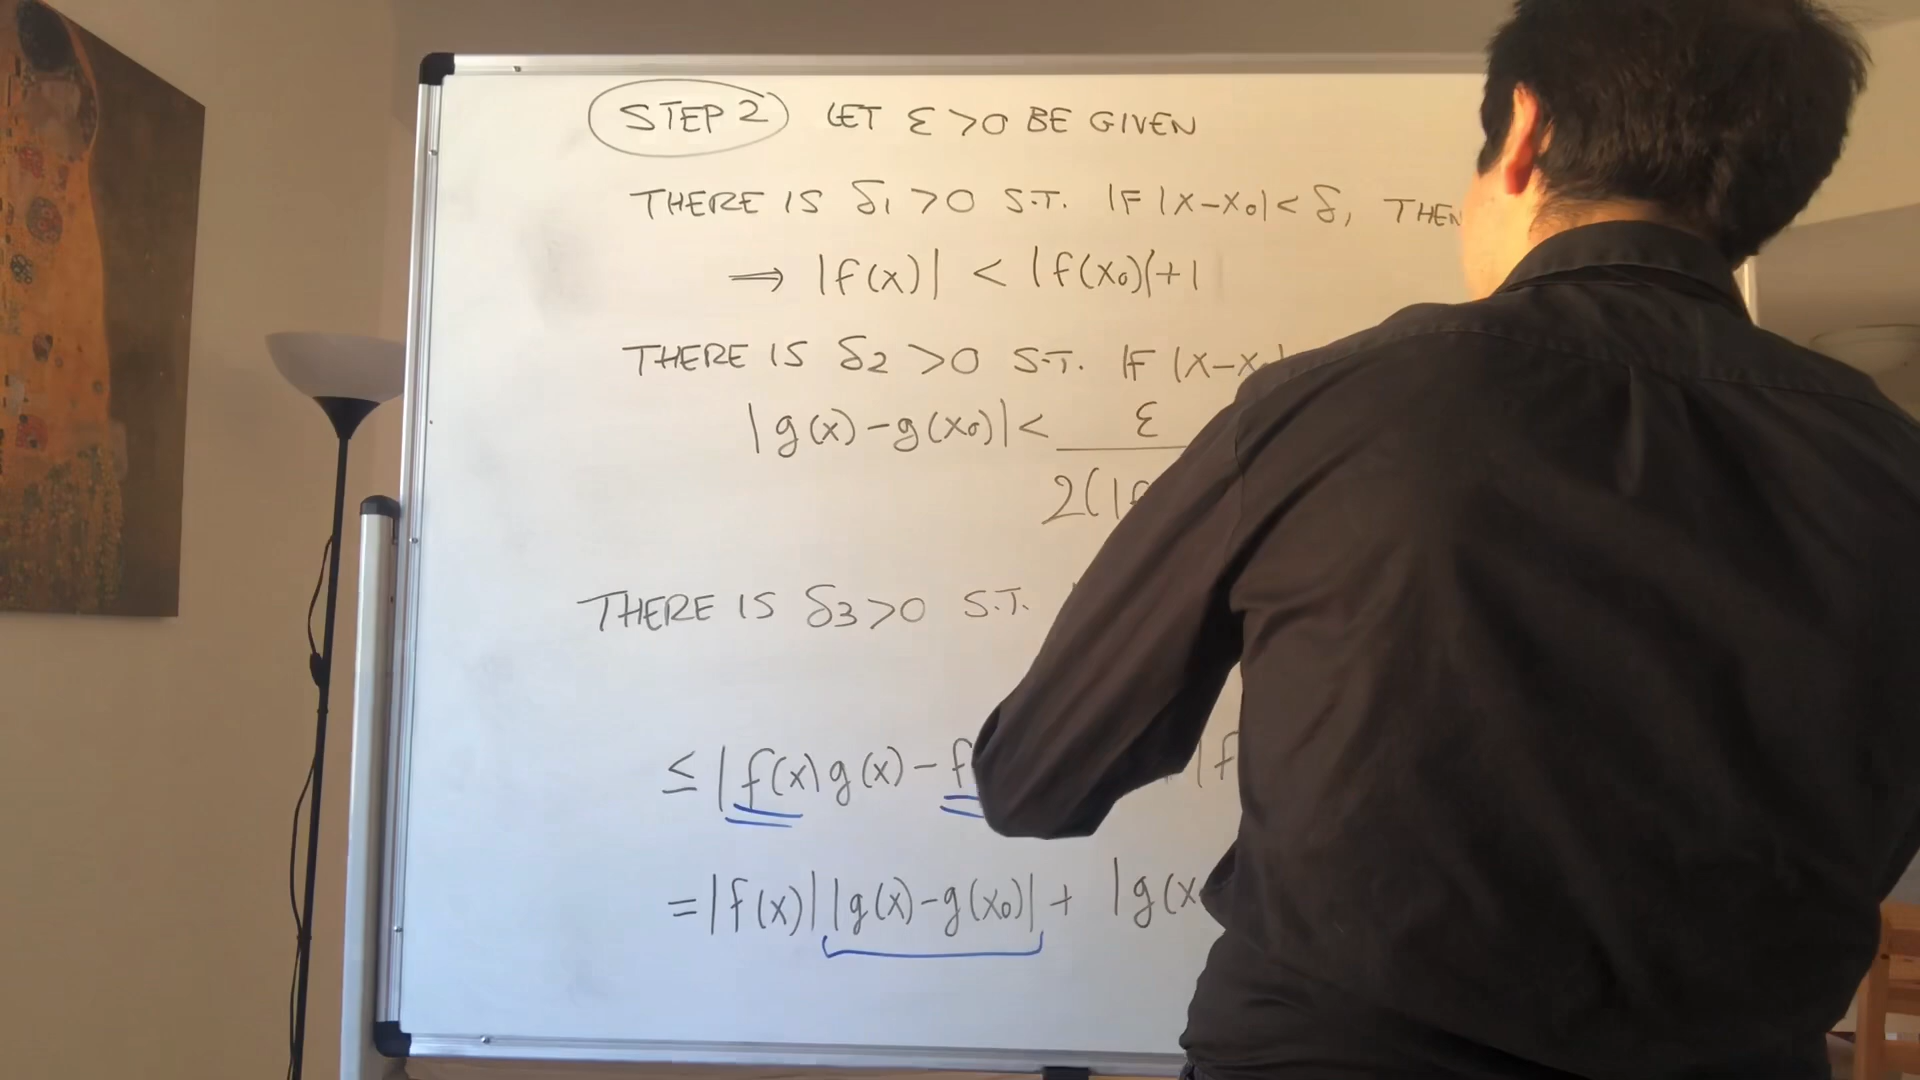 STEP 2 LET ε>0 BE GIVEN
THERE IS δ1 >0 S.T. IF |x-x0|< δ, THEN
⟹ |f(x)| < |f(x0)|+1
THERE IS δ2 >0 S.T. IF |x-x
|g(x)-g(x0)|< ε
2(|f
THERE IS δ3>0 S.T.
≤ |f(x)g(x)-f |f
=|f(x)||g(x)-g(x0)|+ |g(x